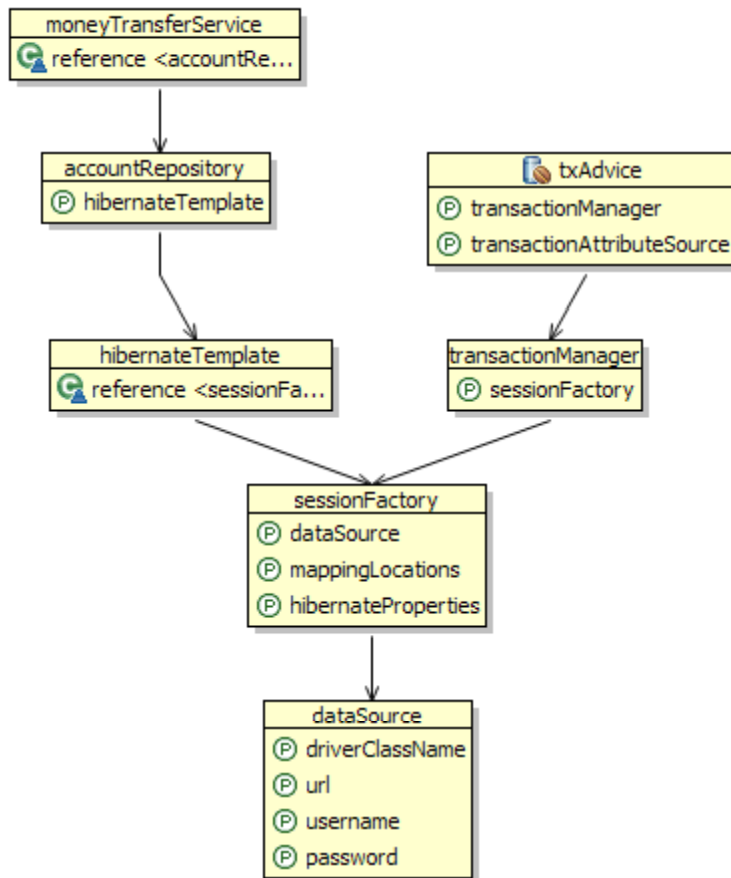 moneyTransferService
reference <accountRe...
accountRepository
P hibernateTemplate
txAdvice
P transactionManager
P transactionAttributeSource
hibernateTemplate
reference <sessionFa...
transactionManager
P sessionFactory
sessionFactory
P dataSource
P mappingLocations
P hibernateProperties
dataSource
P driverClassName
P url
P username
P password